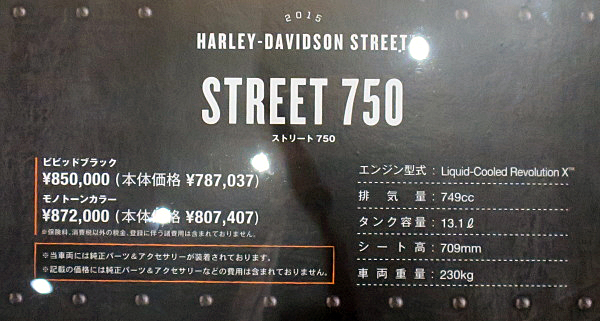 2015
HARLEY-DAVIDSON STREET™
STREET 750
ストリート750
ビビッドブラック
¥850,000 (本体価格 ¥787,037)
モノトーンカラー
¥872,000 (本体価格 ¥807,407)
※保険料、消費税以外の税金、登録に伴う諸費用は含まれておりません。
※当車両には純正パーツ＆アクセサリーが装着されております。
※記載の価格には純正パーツ＆アクセサリーなどの費用は含まれておりません。
エンジン型式 : Liquid-Cooled Revolution X™
排気量 : 749cc
タンク容量 : 13.1ℓ
シート高 : 709mm
車両重量 : 230kg